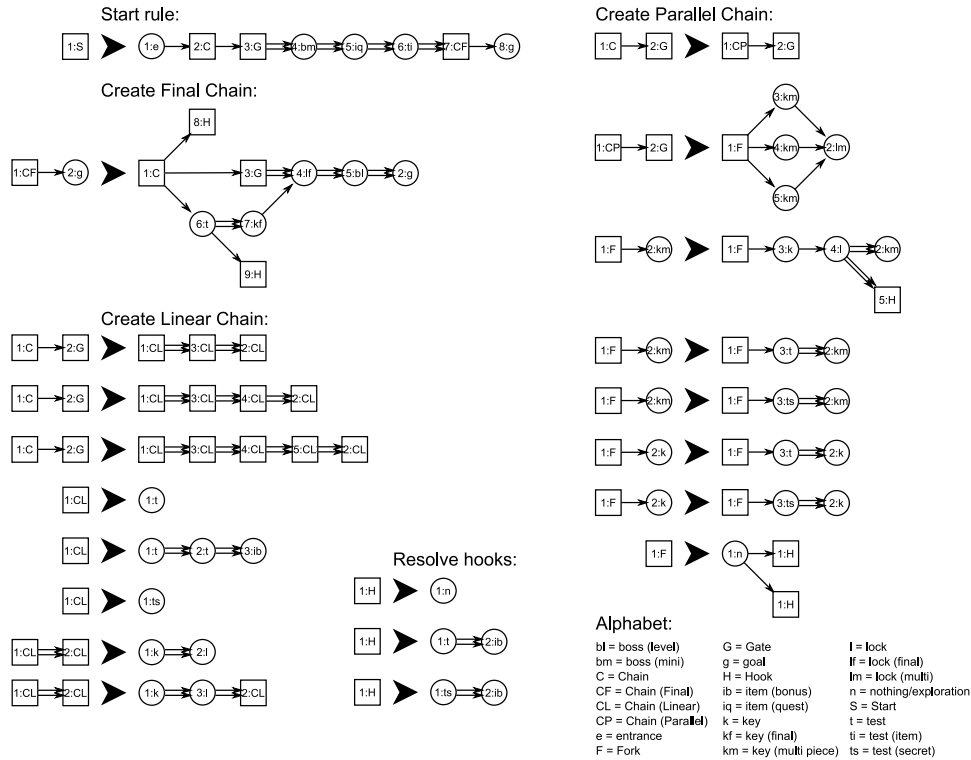 Start rule:
1:S 1:e 2:C 3:G 4:bm 5:iq 6:ti 7:CF 8:g
Create Final Chain:
8:H
1:CF 2:g 1:C 3:G 4:lf 5:bl 2:g
6:t 7:kf
9:H
Create Linear Chain:
1:C 2:G 1:CL 3:CL 2:CL
1:C 2:G 1:CL 3:CL 4:CL 2:CL
1:C 2:G 1:CL 3:CL 4:CL 5:CL 2:CL
1:CL 1:t
1:CL 1:t 2:t 3:ib
1:CL 1:ts
1:CL 2:CL 1:k 2:l
1:CL 2:CL 1:k 3:l 2:CL
Resolve hooks:
1:H 1:n
1:H 1:t 2:ib
1:H 1:ts 2:ib
Create Parallel Chain:
1:C 2:G 1:CP 2:G
3:km
1:CP 2:G 1:F 4:km 2:lm
5:km
1:F 2:km 1:F 3:k 4:l 2:km
5:H
1:F 2:km 1:F 3:t 2:km
1:F 2:km 1:F 3:ts 2:km
1:F 2:k 1:F 3:t 2:k
1:F 2:k 1:F 3:ts 2:k
1:F 1:n 1:H
1:H
Alphabet:
bl = boss (level)
bm = boss (mini)
C = Chain
CF = Chain (Final)
CL = Chain (Linear)
CP = Chain (Parallel)
e = entrance
F = Fork
G = Gate
g = goal
H = Hook
ib = item (bonus)
iq = item (quest)
k = key
kf = key (final)
km = key (multi piece)
l = lock
lf = lock (final)
lm = lock (multi)
n = nothing/exploration
S = Start
t = test
ti = test (item)
ts = test (secret)